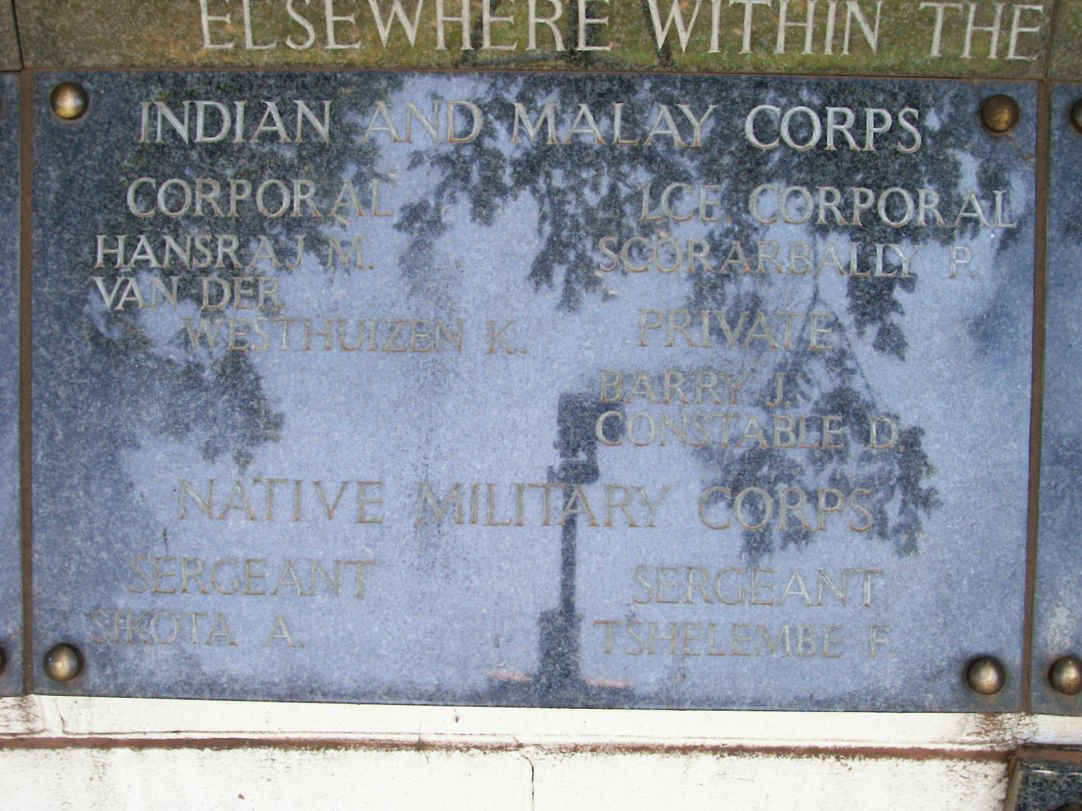 ELSEWHERE WITHIN THE
INDIAN AND MALAY CORPS
CORPORAL
HANSRAJ M.
VAN DER
WESTHUIZEN K.
LCE CORPORAL
SCORARBALLY P.
PRIVATE
BARRY J.
CONSTABLE D.
NATIVE MILITARY CORPS
SERGEANT
SIKOTA A.
SERGEANT
TSHELEMBE F.